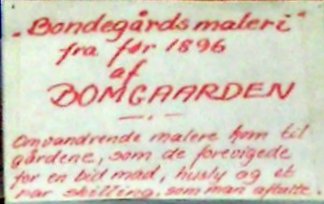 „Bondegårdsmaleri"
fra før 1896
af
BOMGAARDEN
Omvandrende malere kom til
gårdene, som de forevigede
for en bid mad, husly og et
par skilling, som man aftalte.